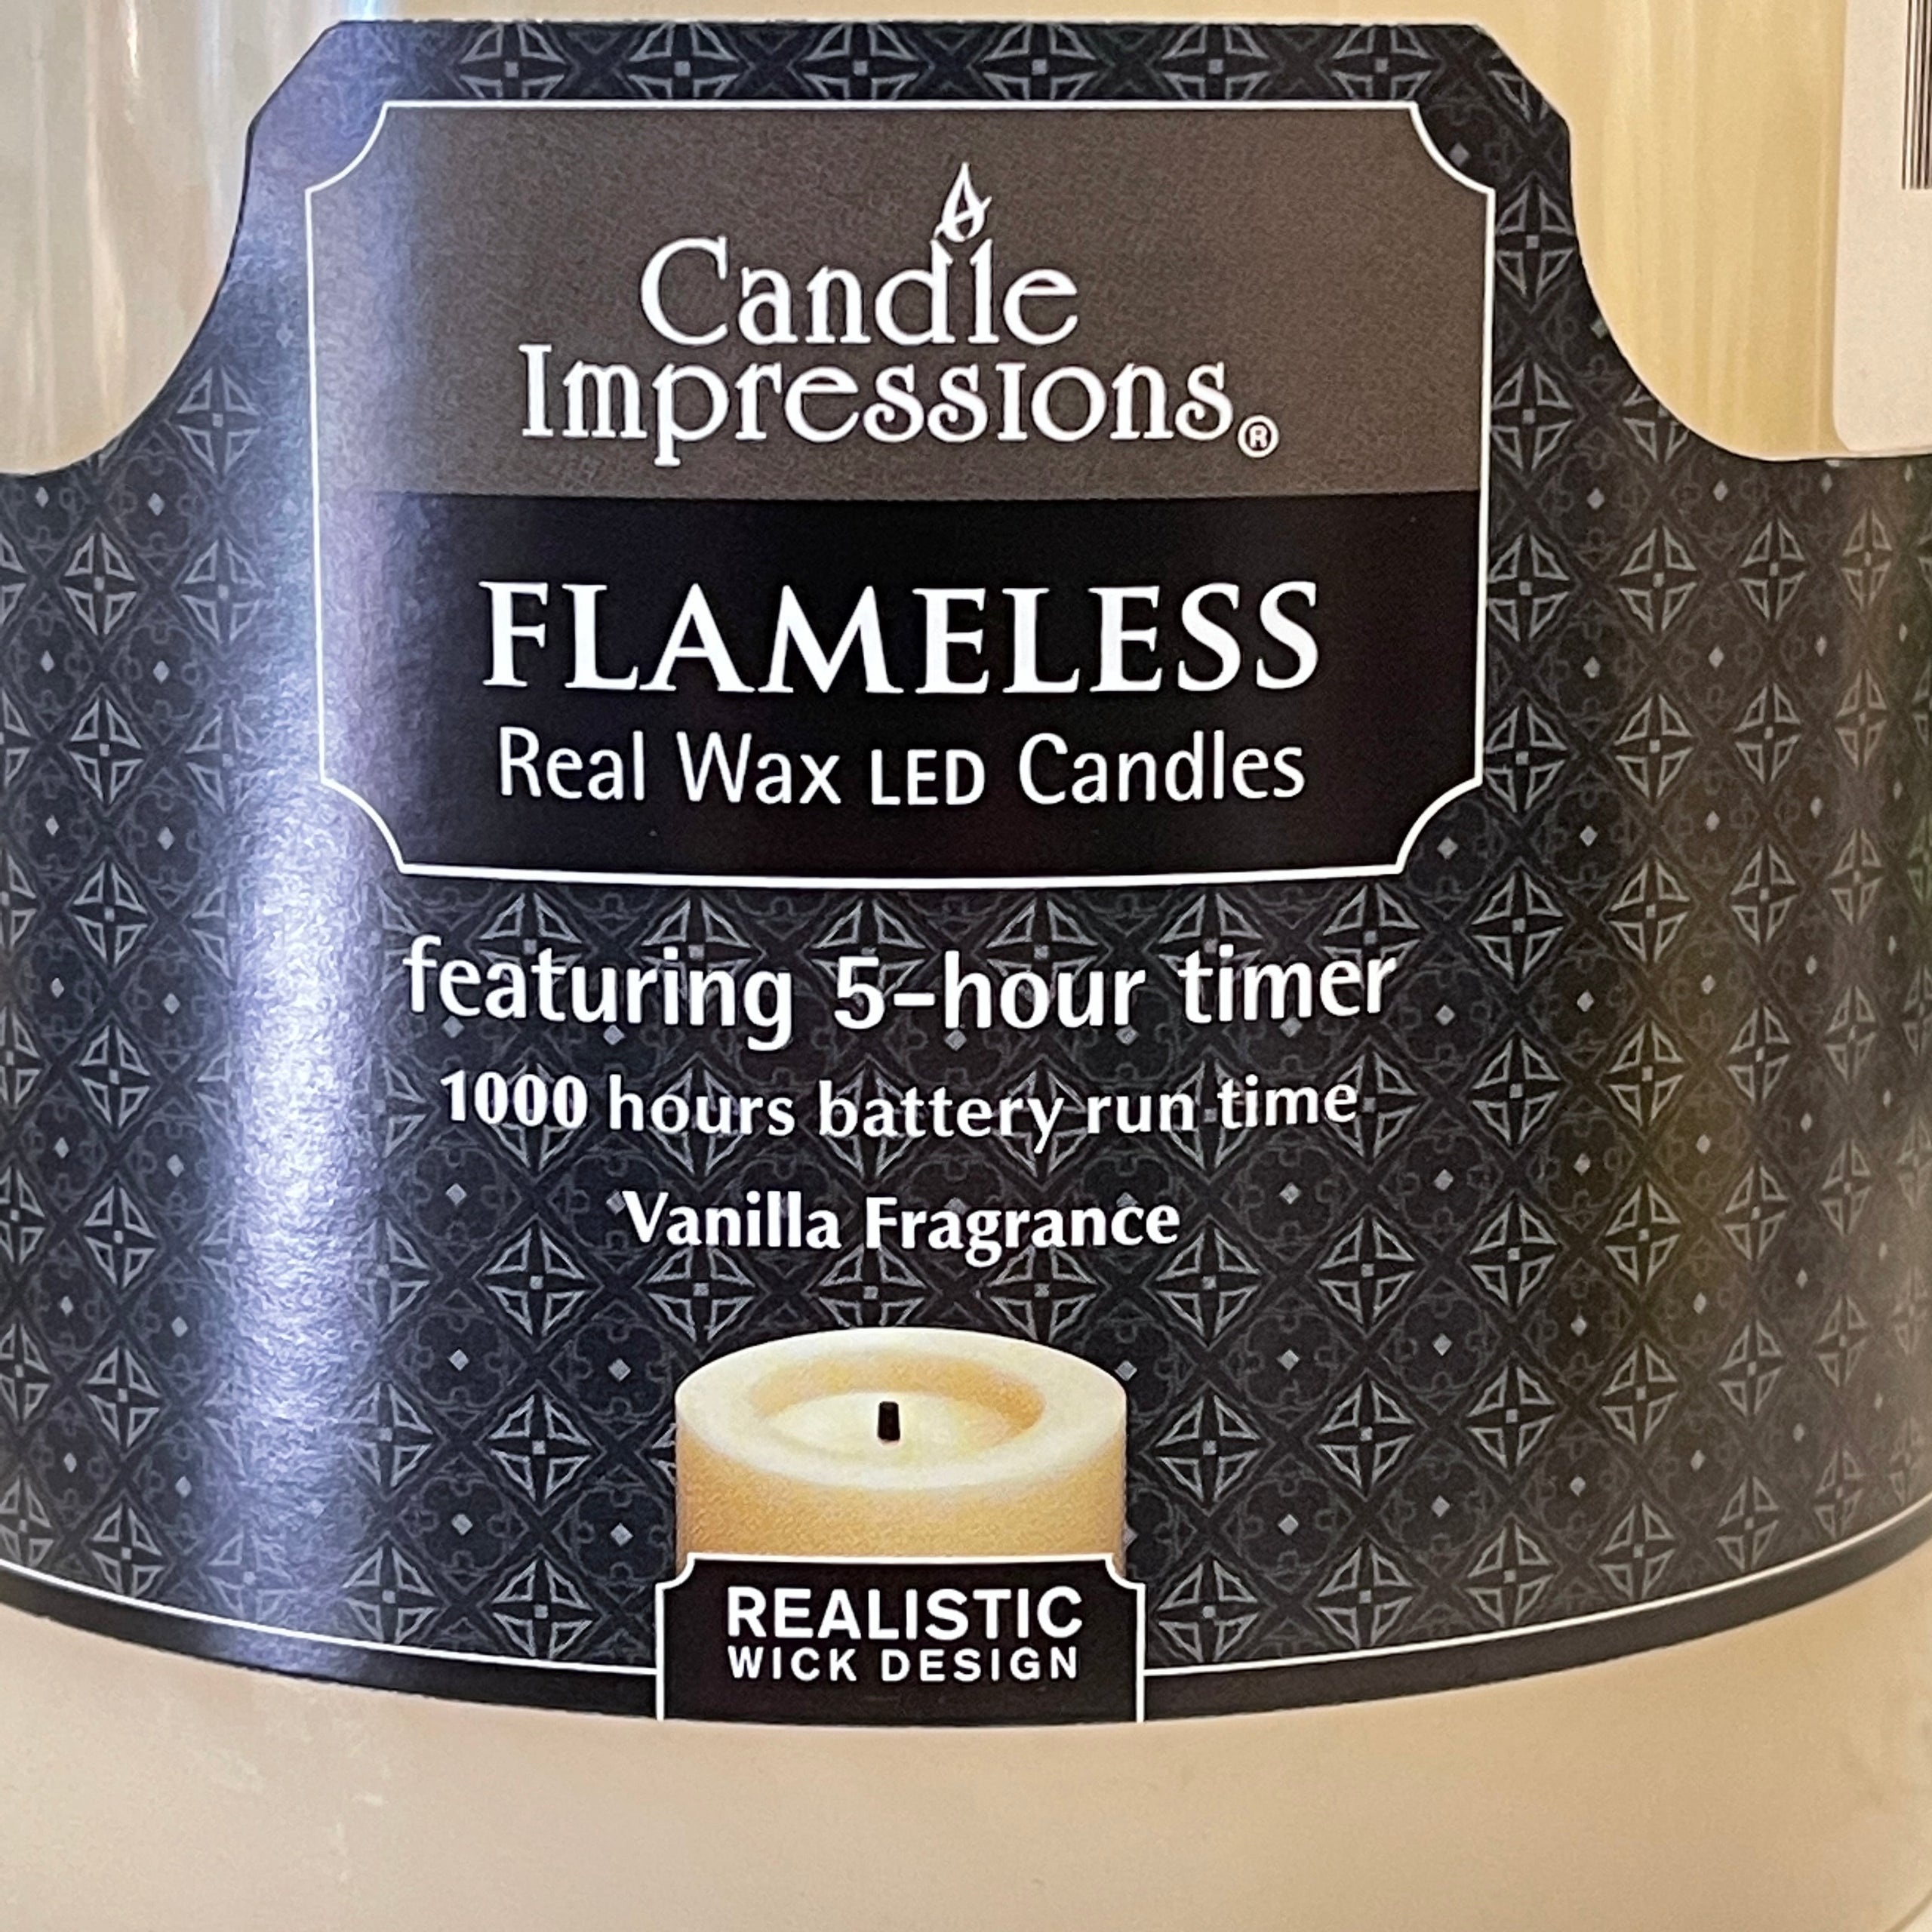 Candle
Impressions®
FLAMELESS
Real Wax LED Candles
featuring 5-hour timer
1000 hours battery run time
Vanilla Fragrance
REALISTIC
WICK DESIGN